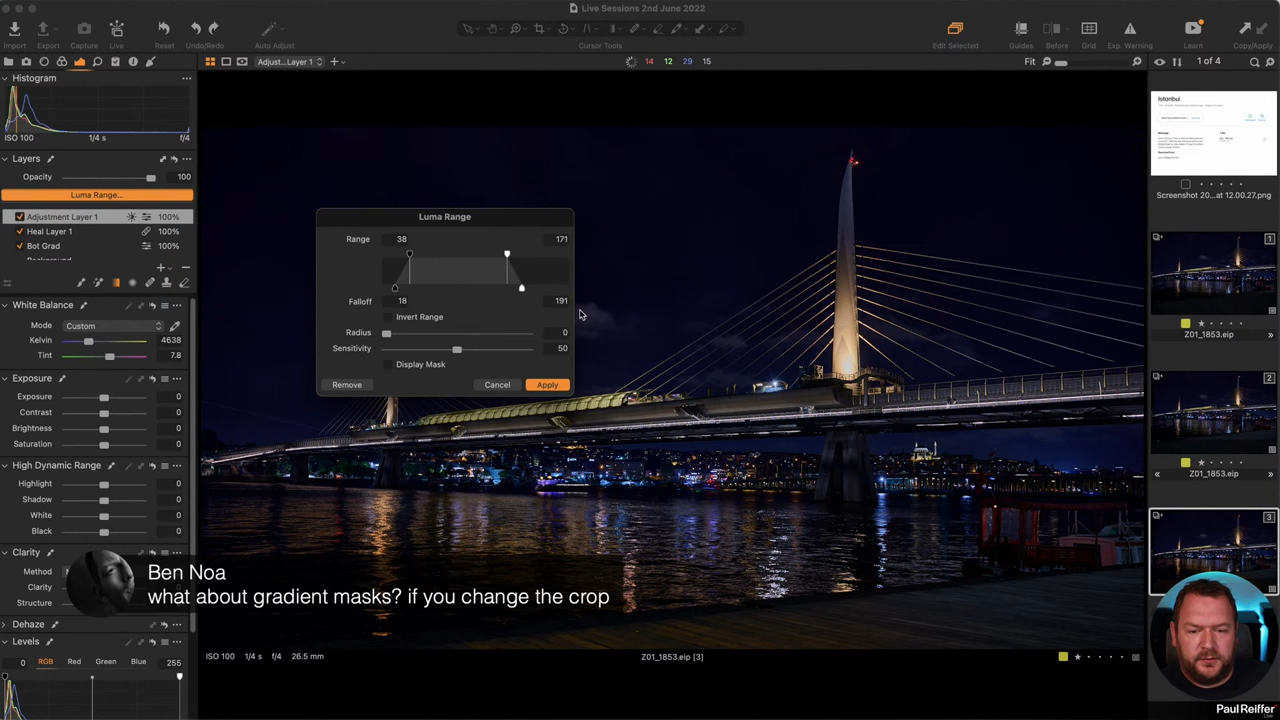 Live Sessions 2nd June 2022
Import
Export
Capture
Live
Reset
Undo/Redo
Auto Adjust
Cursor Tools
Edit Selected
Guides
Before
Grid
Exp. Warning
Learn
Copy/Apply
Adjust...Layer 1
14 12 29 15
Fit
1 of 4
Histogram
ISO 100 1/4 s f/4
Layers
Opacity 100
Luma Range...
Adjustment Layer 1 100%
Heal Layer 1 100%
Bot Grad 100%
White Balance
Mode Custom
Kelvin 4638
Tint 7.8
Exposure
Exposure 0
Contrast 0
Brightness 0
Saturation 0
High Dynamic Range
Highlight 0
Shadow 0
White 0
Black 0
Clarity
Method
Clarity
Structure
Dehaze
Levels
0 RGB Red Green Blue 255
Luma Range
Range 38 171
Falloff 18 191
Invert Range
Radius 0
Sensitivity 50
Display Mask
Remove Cancel Apply
Ben Noa
what about gradient masks? if you change the crop
ISO 100 1/4 s f/4 26.5 mm
Z01_1853.eip [3]
Istanbul
Screenshot 20...at 12.00.27.png
1
Z01_1853.eip
2
Z01_1853.eip
3
Paul Reiffer
Live